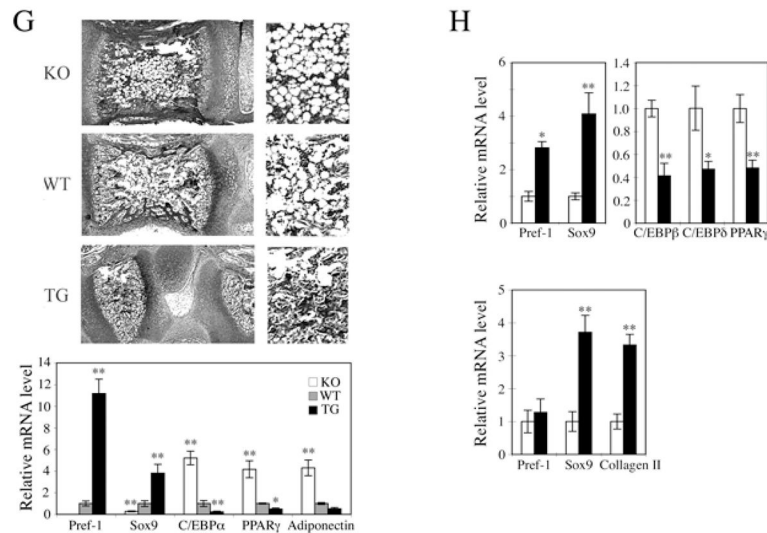 G
KO
WT
TG
Relative mRNA level
14
12
10
8
6
4
2
0
** ** ** ** ** ** * **
KO
WT
TG
Pref-1 Sox9 C/EBPα PPARγ Adiponectin
H
Relative mRNA level
6
4
2
0
* **
Pref-1 Sox9
1.4
1.2
1.0
0.8
0.6
0.4
0.2
0
** * **
C/EBPβ C/EBPδ PPARγ
Relative mRNA level
5
4
3
2
1
0
** **
Pref-1 Sox9 Collagen II